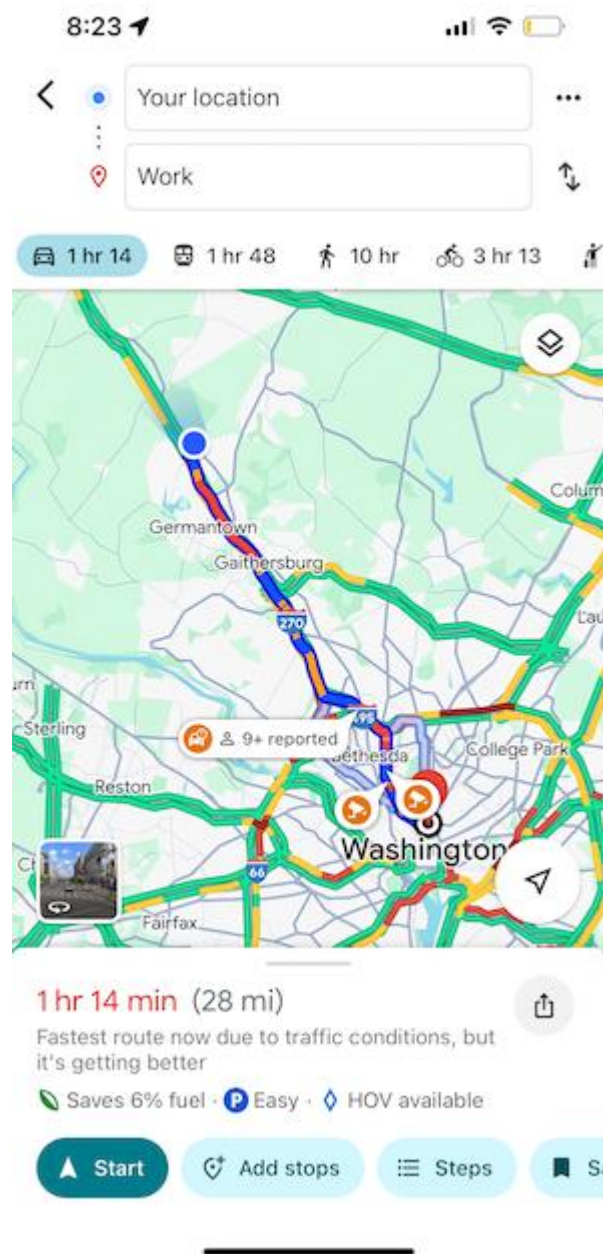 8:23
Your location
Work
1 hr 14
1 hr 48
10 hr
3 hr 13
Colum
Germantown
Gaithersburg
270
Lau
urn
495
Sterling
9+ reported
Bethesda
College Park
Reston
Washington
66
Fairfax
1 hr 14 min (28 mi)
Fastest route now due to traffic conditions, but
it's getting better
Saves 6% fuel · P Easy · HOV available
Start
Add stops
Steps
S